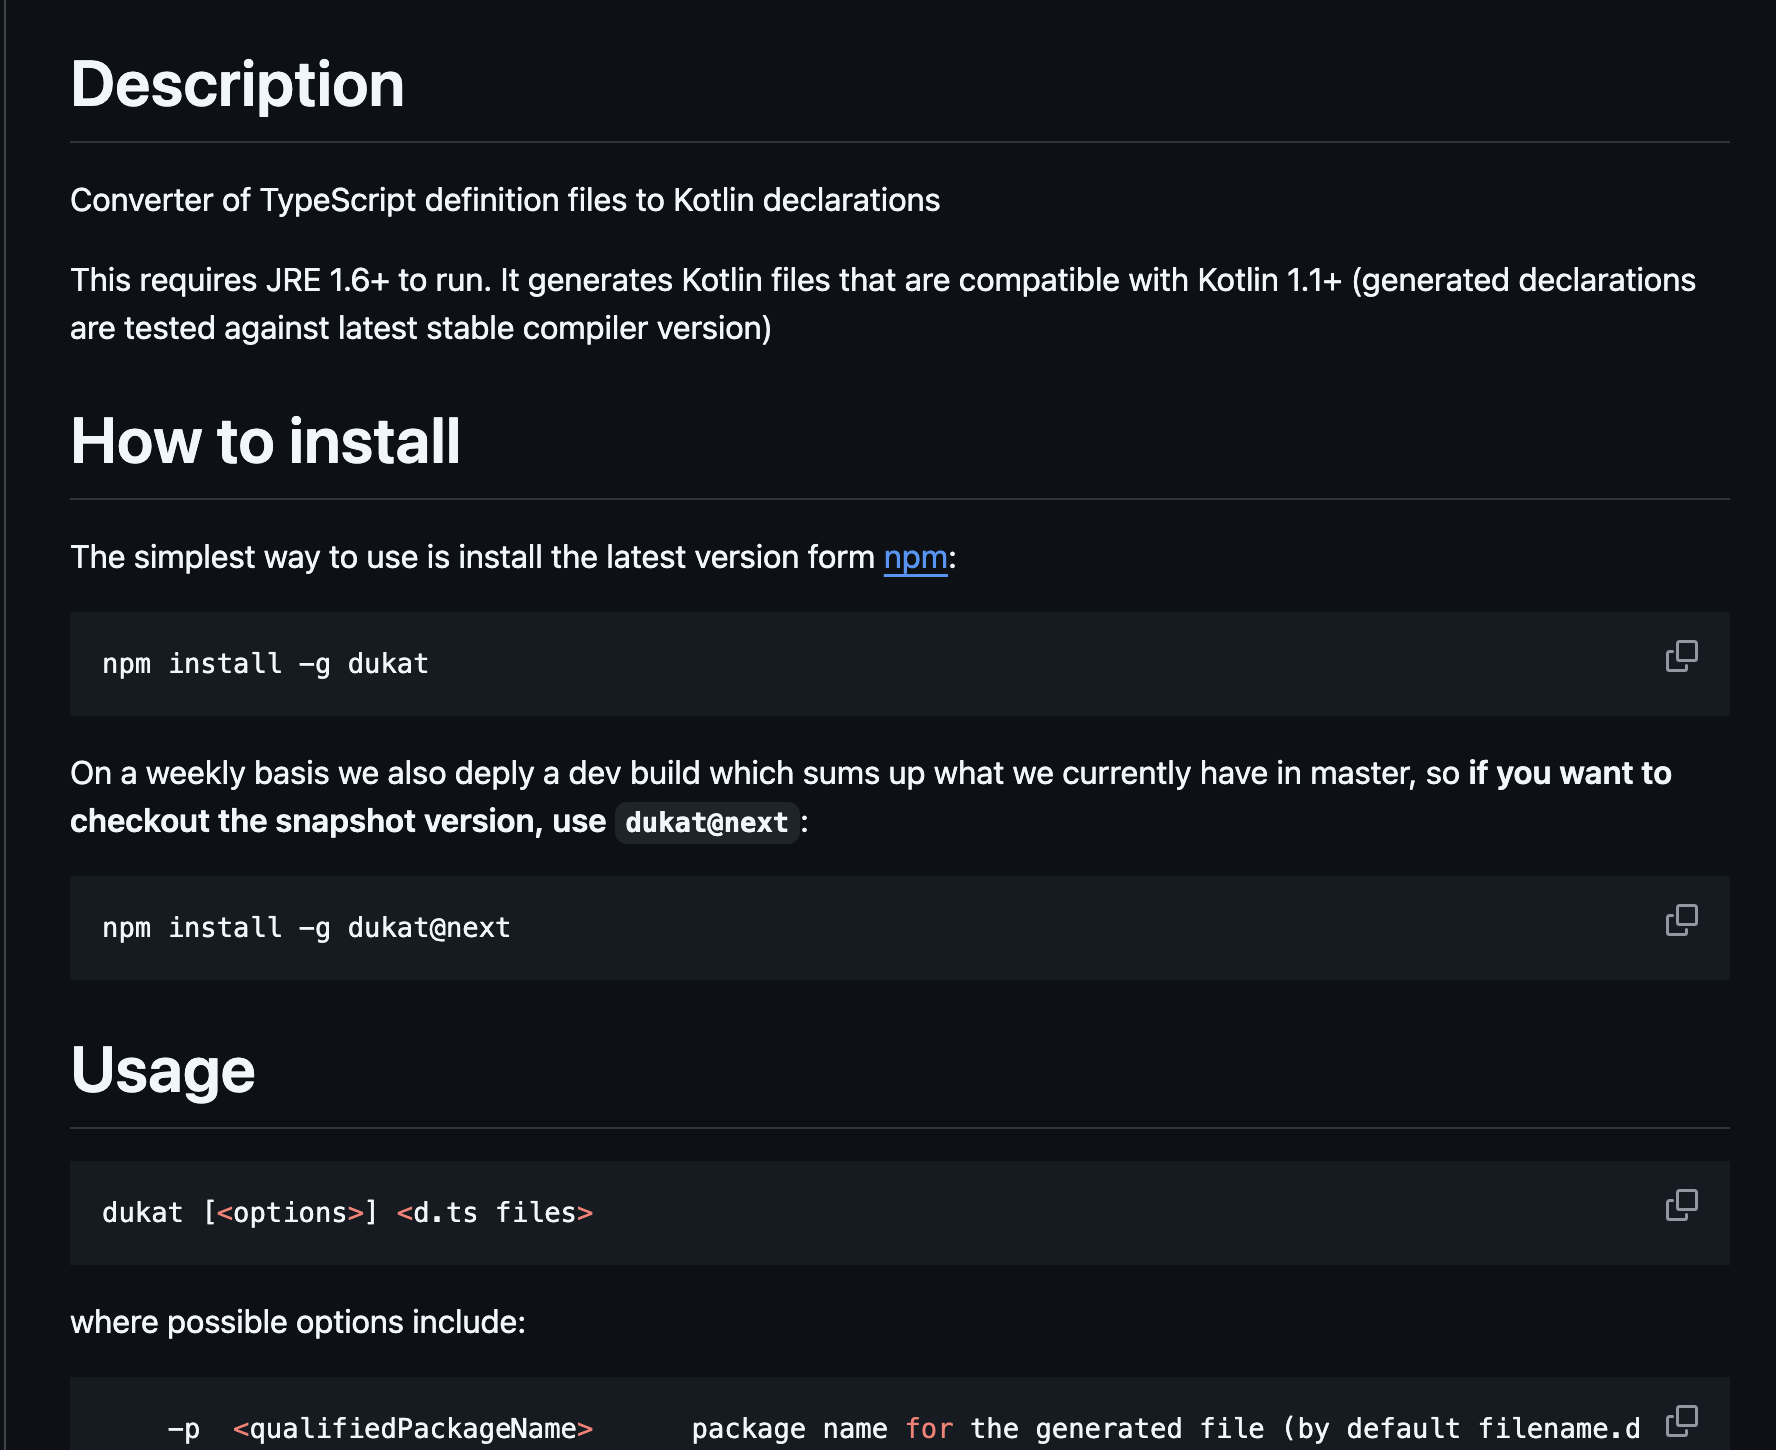 Description
Converter of TypeScript definition files to Kotlin declarations
This requires JRE 1.6+ to run. It generates Kotlin files that are compatible with Kotlin 1.1+ (generated declarations
are tested against latest stable compiler version)
How to install
The simplest way to use is install the latest version form npm:
npm install -g dukat
On a weekly basis we also deply a dev build which sums up what we currently have in master, so if you want to
checkout the snapshot version, use dukat@next:
npm install -g dukat@next
Usage
dukat [<options>] <d.ts files>
where possible options include:
-p  <qualifiedPackageName>      package name for the generated file (by default filename.d